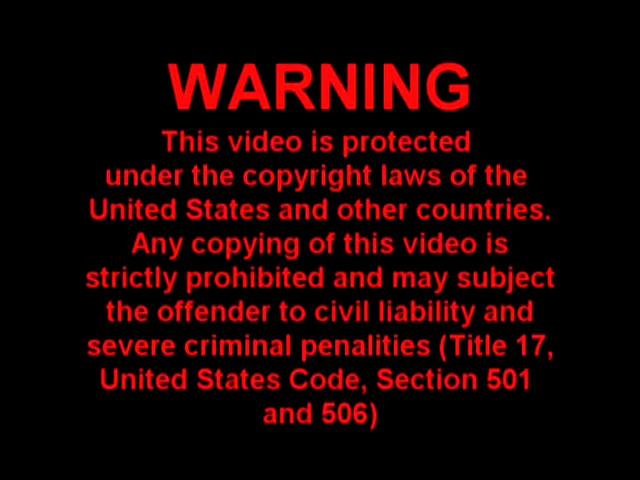 WARNING
This video is protected
under the copyright laws of the
United States and other countries.
Any copying of this video is
strictly prohibited and may subject
the offender to civil liability and
severe criminal penalities (Title 17,
United States Code, Section 501
and 506)